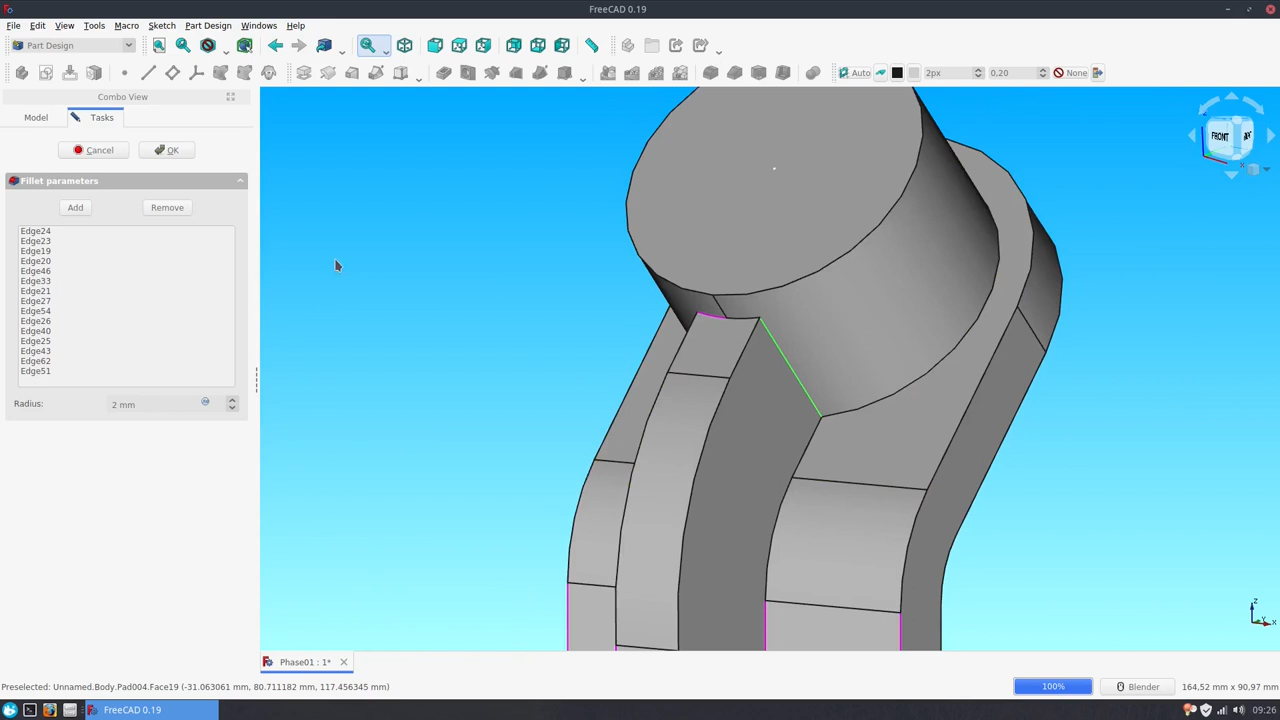 FreeCAD 0.19
File Edit View Tools Macro Sketch Part Design Windows Help
Part Design
Auto 2px 0,20 None
Combo View
Model Tasks
Cancel OK
Fillet parameters
Add Remove
Edge24
Edge23
Edge19
Edge20
Edge46
Edge33
Edge21
Edge27
Edge54
Edge26
Edge40
Edge25
Edge43
Edge62
Edge51
Radius: 2 mm
FRONT
Z
X
Phase01 : 1*
Preselected: Unnamed.Body.Pad004.Face19 (-31.063061 mm, 80.711182 mm, 117.456345 mm) 100% Blender 164,52 mm x 90,97 mm
FreeCAD 0.19 09:26